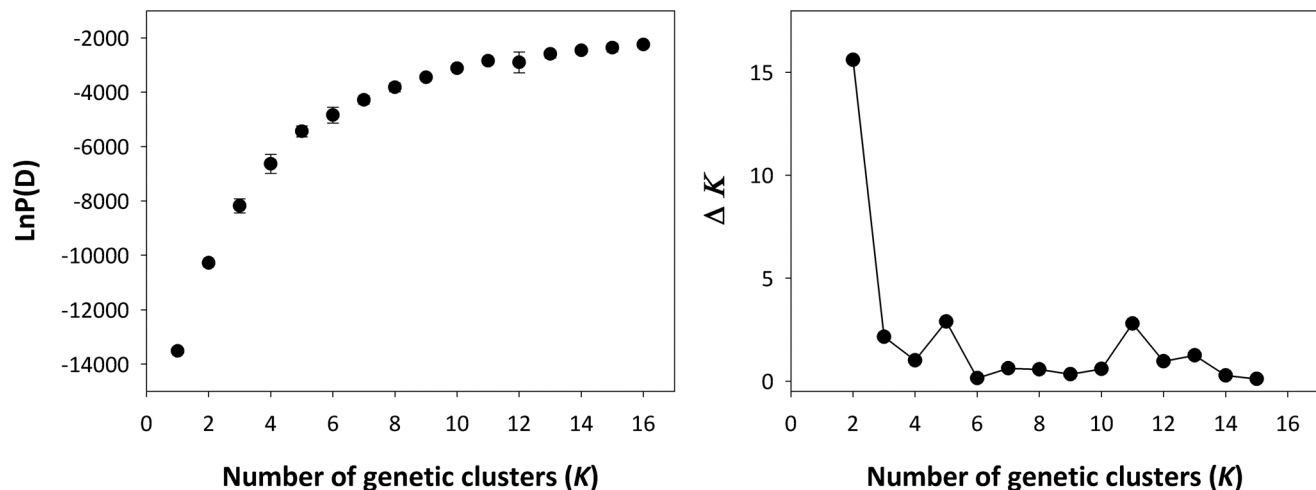 -2000
-4000
-6000
-8000
-10000
-12000
-14000
LnP(D)
0 2 4 6 8 10 12 14 16
Number of genetic clusters (K)
15
10
5
0
Δ K
0 2 4 6 8 10 12 14 16
Number of genetic clusters (K)